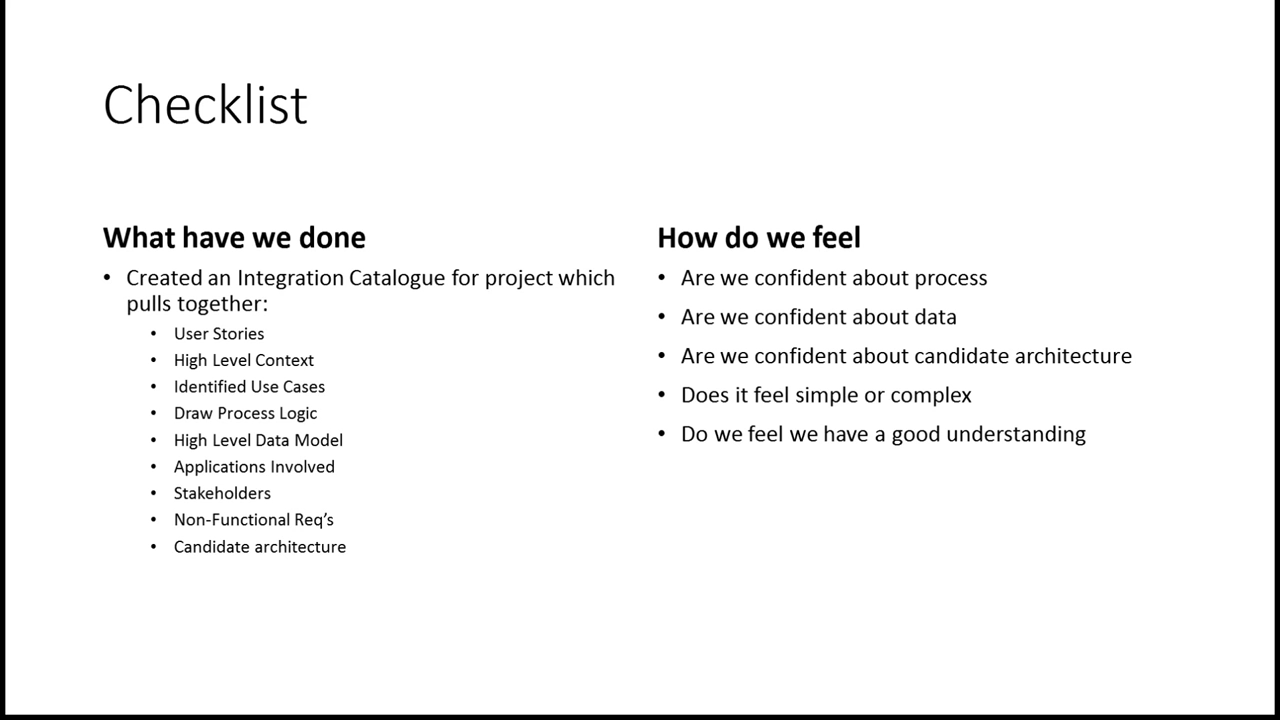 Checklist
What have we done
• Created an Integration Catalogue for project which
pulls together:
• User Stories
• High Level Context
• Identified Use Cases
• Draw Process Logic
• High Level Data Model
• Applications Involved
• Stakeholders
• Non-Functional Req’s
• Candidate architecture
How do we feel
• Are we confident about process
• Are we confident about data
• Are we confident about candidate architecture
• Does it feel simple or complex
• Do we feel we have a good understanding